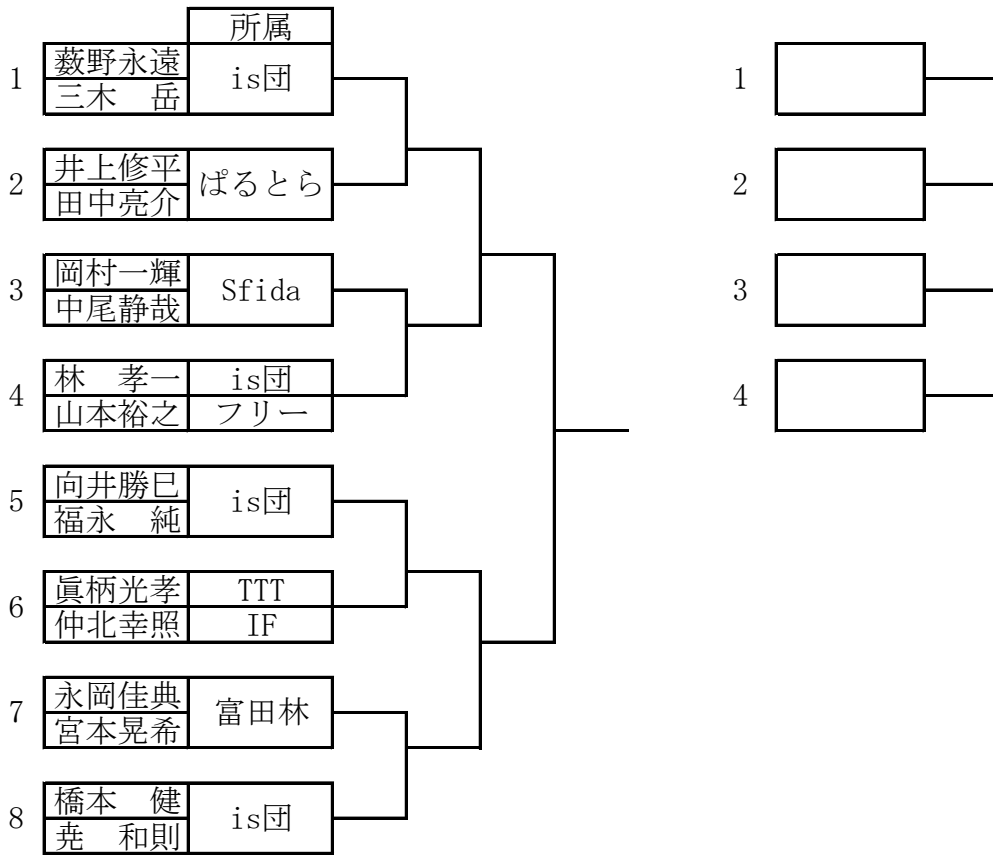 所属
1 藪野永遠 三木　岳 is団
2 井上修平 田中亮介 ぱるとら
3 岡村一輝 中尾静哉 Sfida
4 林　孝一 is団
山本裕之 フリー
5 向井勝巳 福永　純 is団
6 眞柄光孝 TTT
仲北幸照 IF
7 永岡佳典 宮本晃希 富田林
8 橋本　健 尭　和則 is団
1
2
3
4